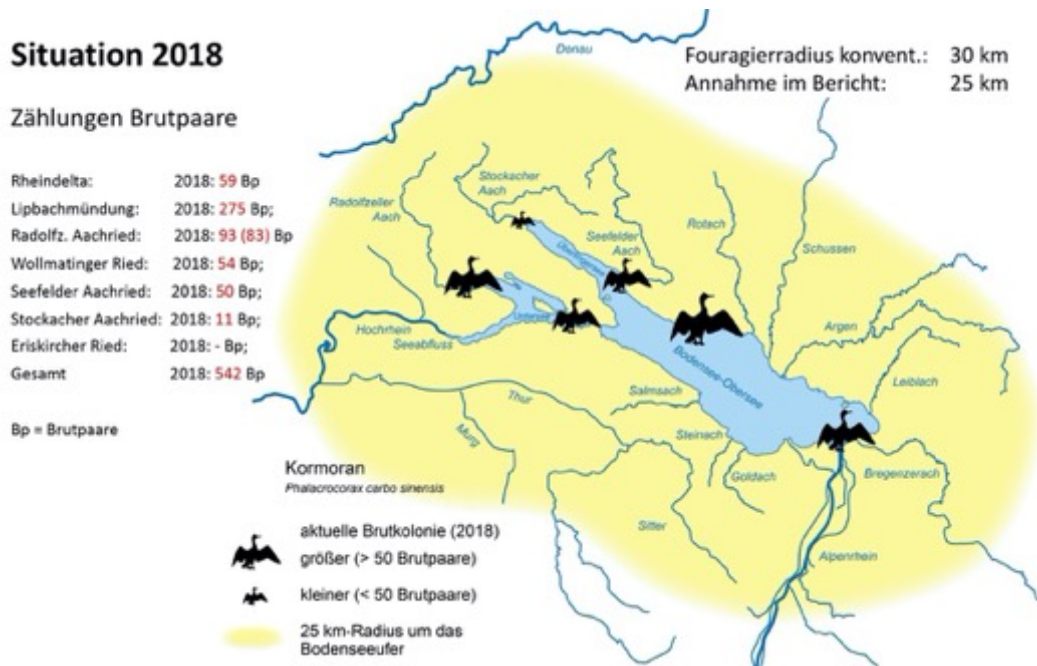 Situation 2018
Zählungen Brutpaare
Rheindelta: 2018: 59 Bp
Lipbachmündung: 2018: 275 Bp;
Radolfz. Aachried: 2018: 93 (83) Bp
Wollmatinger Ried: 2018: 54 Bp;
Seefelder Aachried: 2018: 50 Bp;
Stockacher Aachried: 2018: 11 Bp;
Eriskircher Ried: 2018: - Bp;
Gesamt 2018: 542 Bp
Bp = Brutpaare
Fouragierradius konvent.: 30 km
Annahme im Bericht: 25 km
Donau
Stockacher
Aach
Radolfzeller
Aach
Seefelder
Aach
Überlingersee
Rotach
Schussen
Untersee
Hochrhein
Seeabfluss
Argen
Bodensee-Obersee
Leiblach
Thur
Salmsach
Murg
Steinach
Goldach
Bregenzerach
Sitter
Alpenrhein
Kormoran
Phalacrocorax carbo sinensis
aktuelle Brutkolonie (2018)
größer (> 50 Brutpaare)
kleiner (< 50 Brutpaare)
25 km-Radius um das
Bodenseeufer